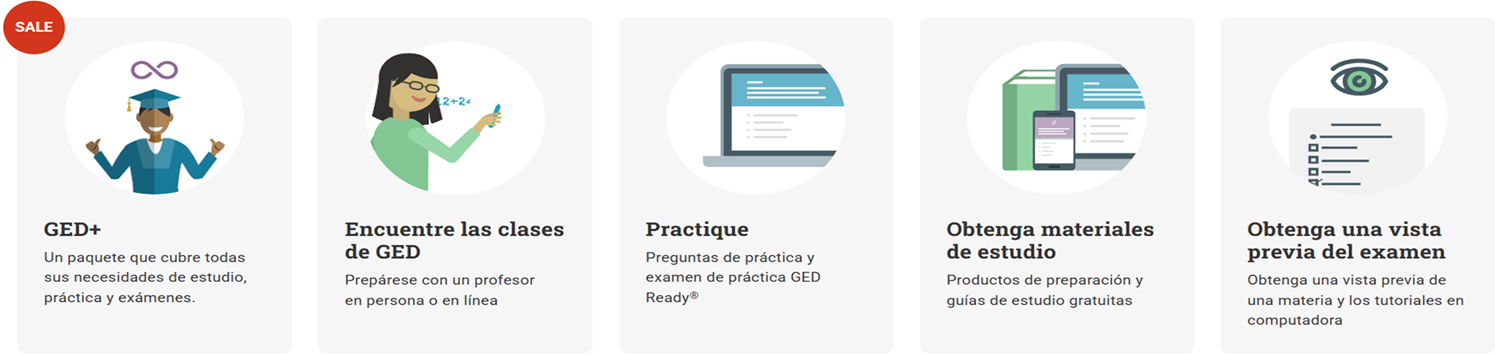 SALE
GED+
Un paquete que cubre todas
sus necesidades de estudio,
práctica y exámenes.
Encuentre las clases
de GED
Prepárese con un profesor
en persona o en línea
Practique
Preguntas de práctica y
examen de práctica GED
Ready®
Obtenga materiales
de estudio
Productos de preparación y
guías de estudio gratuitas
Obtenga una vista
previa del examen
Obtenga una vista previa de
una materia y los tutoriales en
computadora